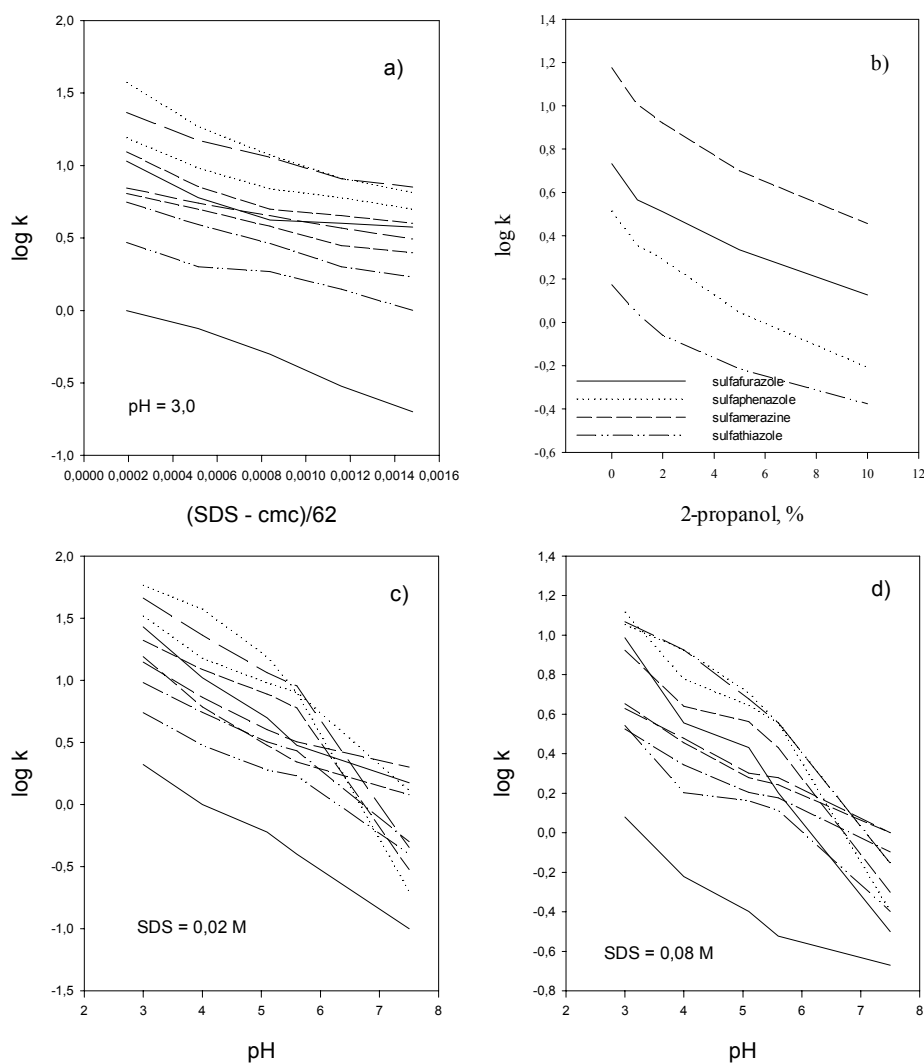 a)
log k
2,0
1,5
1,0
0,5
0,0
-0,5
-1,0
pH = 3,0
0,0000 0,0002 0,0004 0,0006 0,0008 0,0010 0,0012 0,0014 0,0016
(SDS - cmc)/62
b)
log k
1,4
1,2
1,0
0,8
0,6
0,4
0,2
0,0
-0,2
-0,4
-0,6
sulfafurazole
sulfaphenazole
sulfamerazine
sulfathiazole
0 2 4 6 8 10 12
2-propanol, %
c)
log k
2,0
1,5
1,0
0,5
0,0
-0,5
-1,0
-1,5
SDS = 0,02 M
2 3 4 5 6 7 8
pH
d)
log k
1,4
1,2
1,0
0,8
0,6
0,4
0,2
0,0
-0,2
-0,4
-0,6
-0,8
SDS = 0,08 M
2 3 4 5 6 7 8
pH